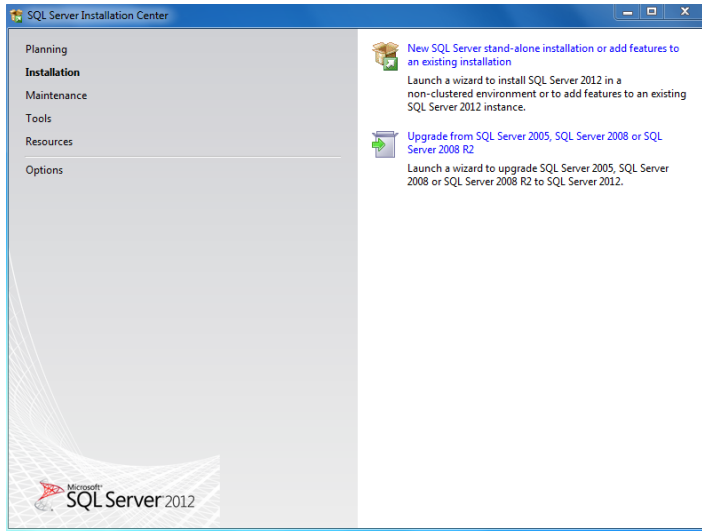 SQL Server Installation Center
Planning
Installation
Maintenance
Tools
Resources
Options
New SQL Server stand-alone installation or add features to
an existing installation
Launch a wizard to install SQL Server 2012 in a
non-clustered environment or to add features to an existing
SQL Server 2012 instance.
Upgrade from SQL Server 2005, SQL Server 2008 or SQL
Server 2008 R2
Launch a wizard to upgrade SQL Server 2005, SQL Server
2008 or SQL Server 2008 R2 to SQL Server 2012.
Microsoft®
SQL Server 2012